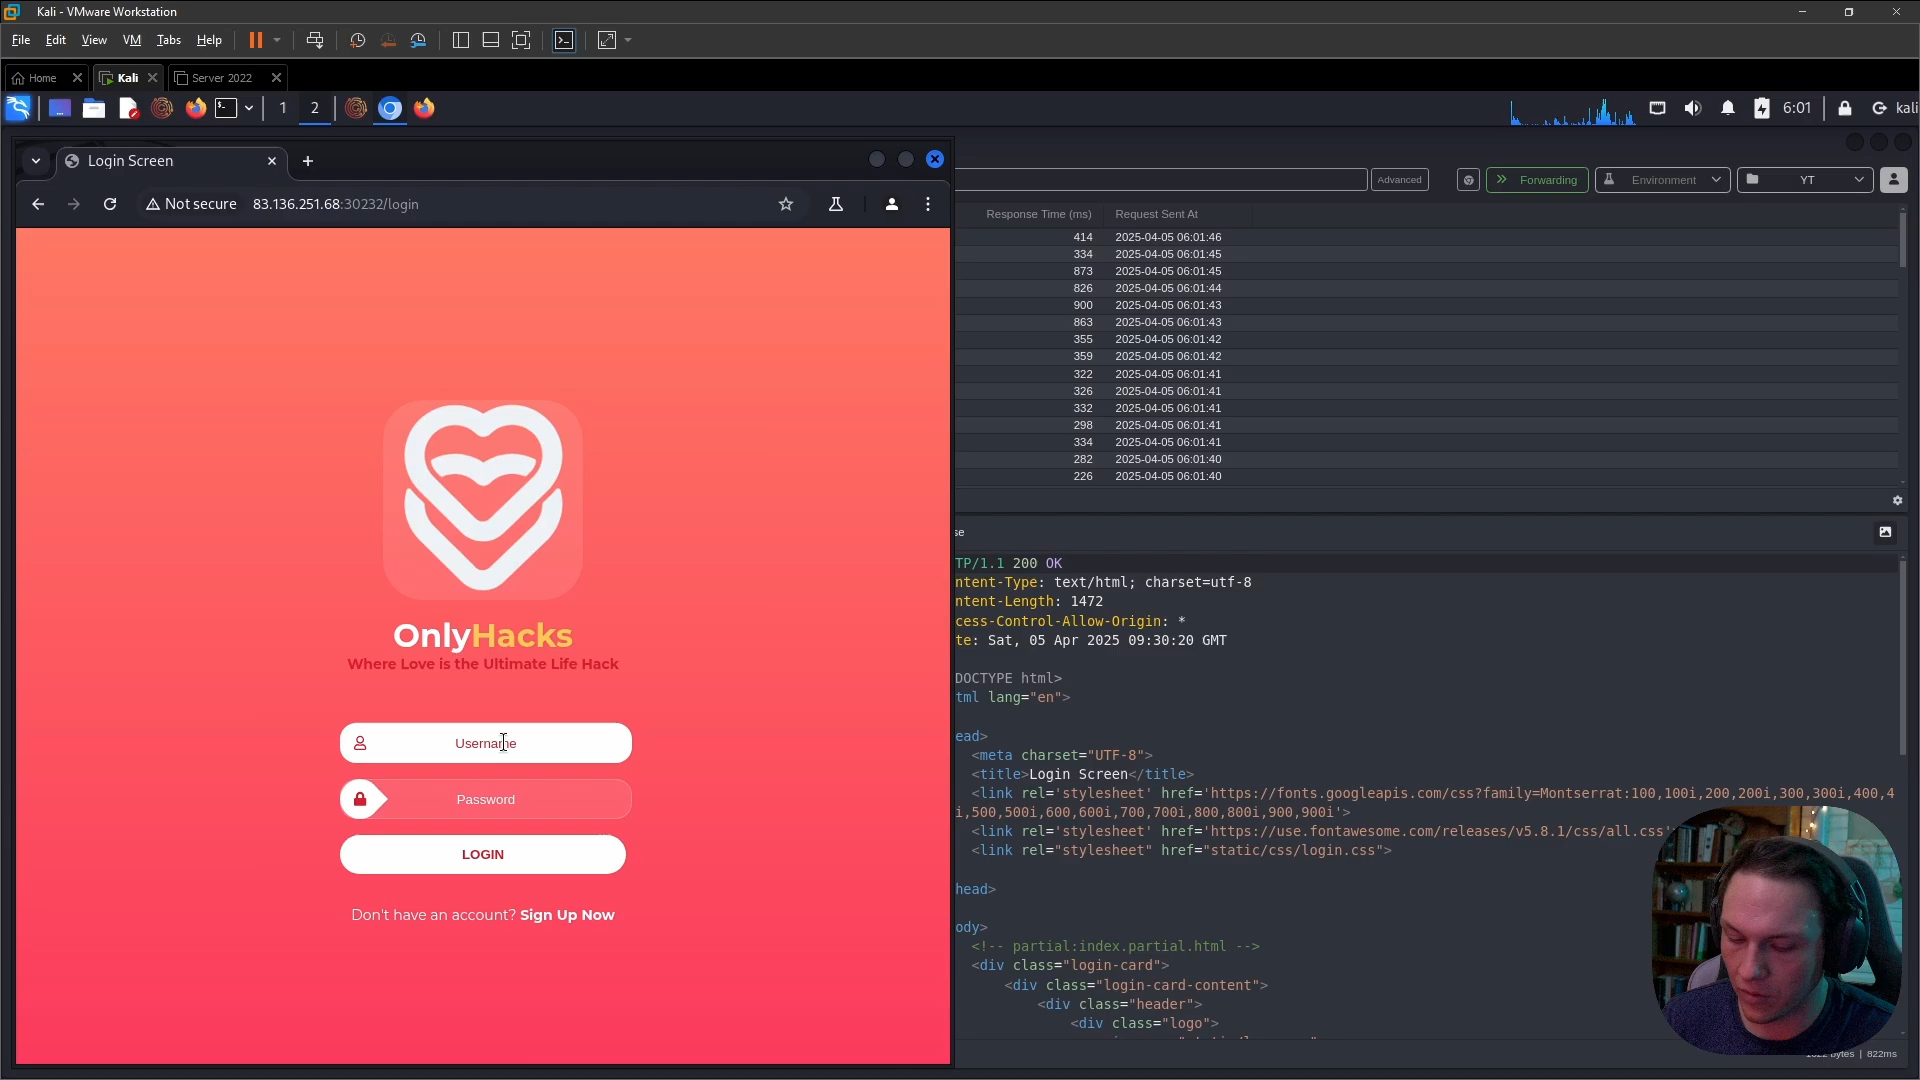 Kali - VMware Workstation
File Edit View VM Tabs Help
Home Kali Server 2022
1 2 6:01 kali
Login Screen
Not secure 83.136.251.68:30232/login
Advanced Forwarding Environment YT
Response Time (ms) Request Sent At
414 2025-04-05 06:01:46
334 2025-04-05 06:01:45
873 2025-04-05 06:01:45
826 2025-04-05 06:01:44
900 2025-04-05 06:01:43
863 2025-04-05 06:01:43
355 2025-04-05 06:01:42
359 2025-04-05 06:01:42
322 2025-04-05 06:01:41
326 2025-04-05 06:01:41
332 2025-04-05 06:01:41
298 2025-04-05 06:01:41
334 2025-04-05 06:01:41
282 2025-04-05 06:01:40
226 2025-04-05 06:01:40
OnlyHacks
Where Love is the Ultimate Life Hack
Username
Password
LOGIN
Don't have an account? Sign Up Now
se
TP/1.1 200 OK
ntent-Type: text/html; charset=utf-8
ntent-Length: 1472
cess-Control-Allow-Origin: *
te: Sat, 05 Apr 2025 09:30:20 GMT
DOCTYPE html>
tml lang="en">
ead>
<meta charset="UTF-8">
<title>Login Screen</title>
<link rel='stylesheet' href='https://fonts.googleapis.com/css?family=Montserrat:100,100i,200,200i,300,300i,400,4
i,500,500i,600,600i,700,700i,800,800i,900,900i'>
<link rel='stylesheet' href='https://use.fontawesome.com/releases/v5.8.1/css/all.css'
<link rel="stylesheet" href="static/css/login.css">
head>
ody>
<!-- partial:index.partial.html -->
<div class="login-card">
<div class="login-card-content">
<div class="header">
<div class="logo">
bytes | 822ms